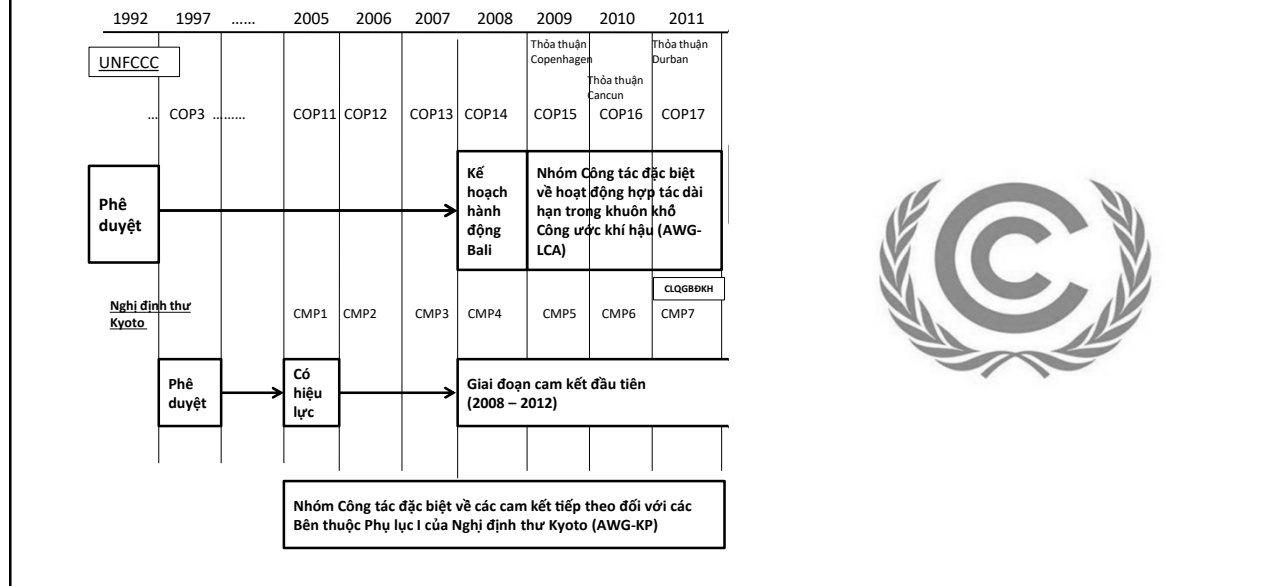 1992 1997 ...... 2005 2006 2007 2008 2009 2010 2011
UNFCCC
Thỏa thuận
Copenhagen
Thỏa thuận
Cancun
Thỏa thuận
Durban
... COP3 ......... COP11 COP12 COP13 COP14 COP15 COP16 COP17
Phê
duyệt
Kế
hoạch
hành
động
Bali
Nhóm Công tác đặc biệt
về hoạt động hợp tác dài
hạn trong khuôn khổ
Công ước khí hậu (AWG-
LCA)
CLQGBĐKH
Nghị định thư
Kyoto
CMP1 CMP2 CMP3 CMP4 CMP5 CMP6 CMP7
Phê
duyệt
Có
hiệu
lực
Giai đoạn cam kết đầu tiên
(2008 – 2012)
Nhóm Công tác đặc biệt về các cam kết tiếp theo đối với các
Bên thuộc Phụ lục I của Nghị định thư Kyoto (AWG-KP)